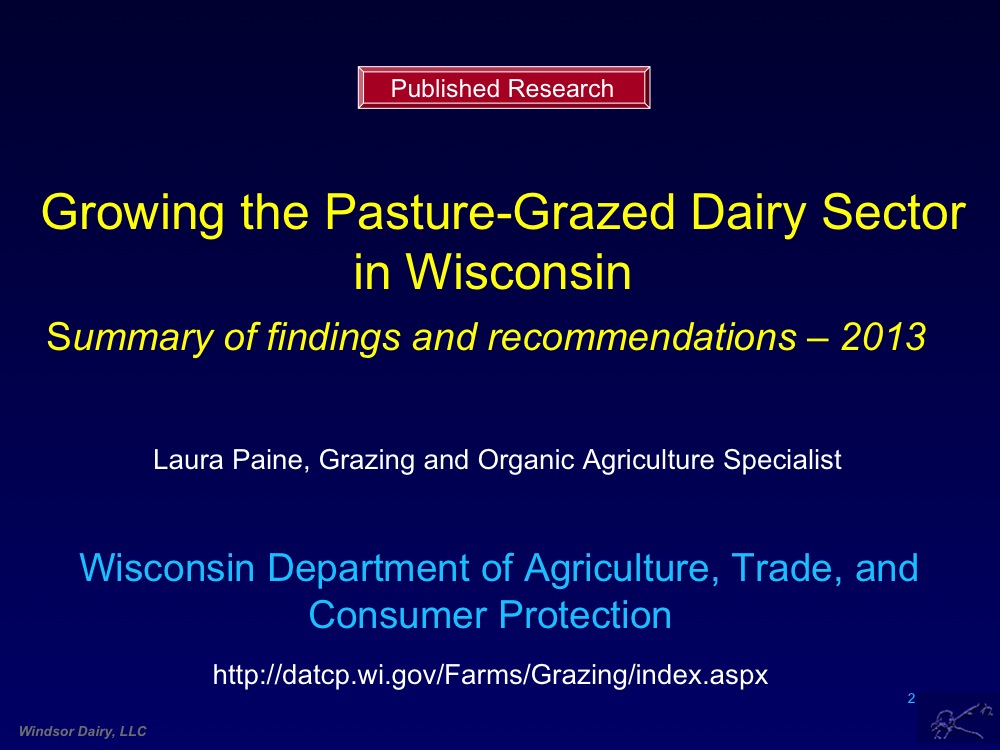 Published Research
Growing the Pasture-Grazed Dairy Sector
in Wisconsin
Summary of findings and recommendations – 2013
Laura Paine, Grazing and Organic Agriculture Specialist
Wisconsin Department of Agriculture, Trade, and
Consumer Protection
http://datcp.wi.gov/Farms/Grazing/index.aspx
2
Windsor Dairy, LLC